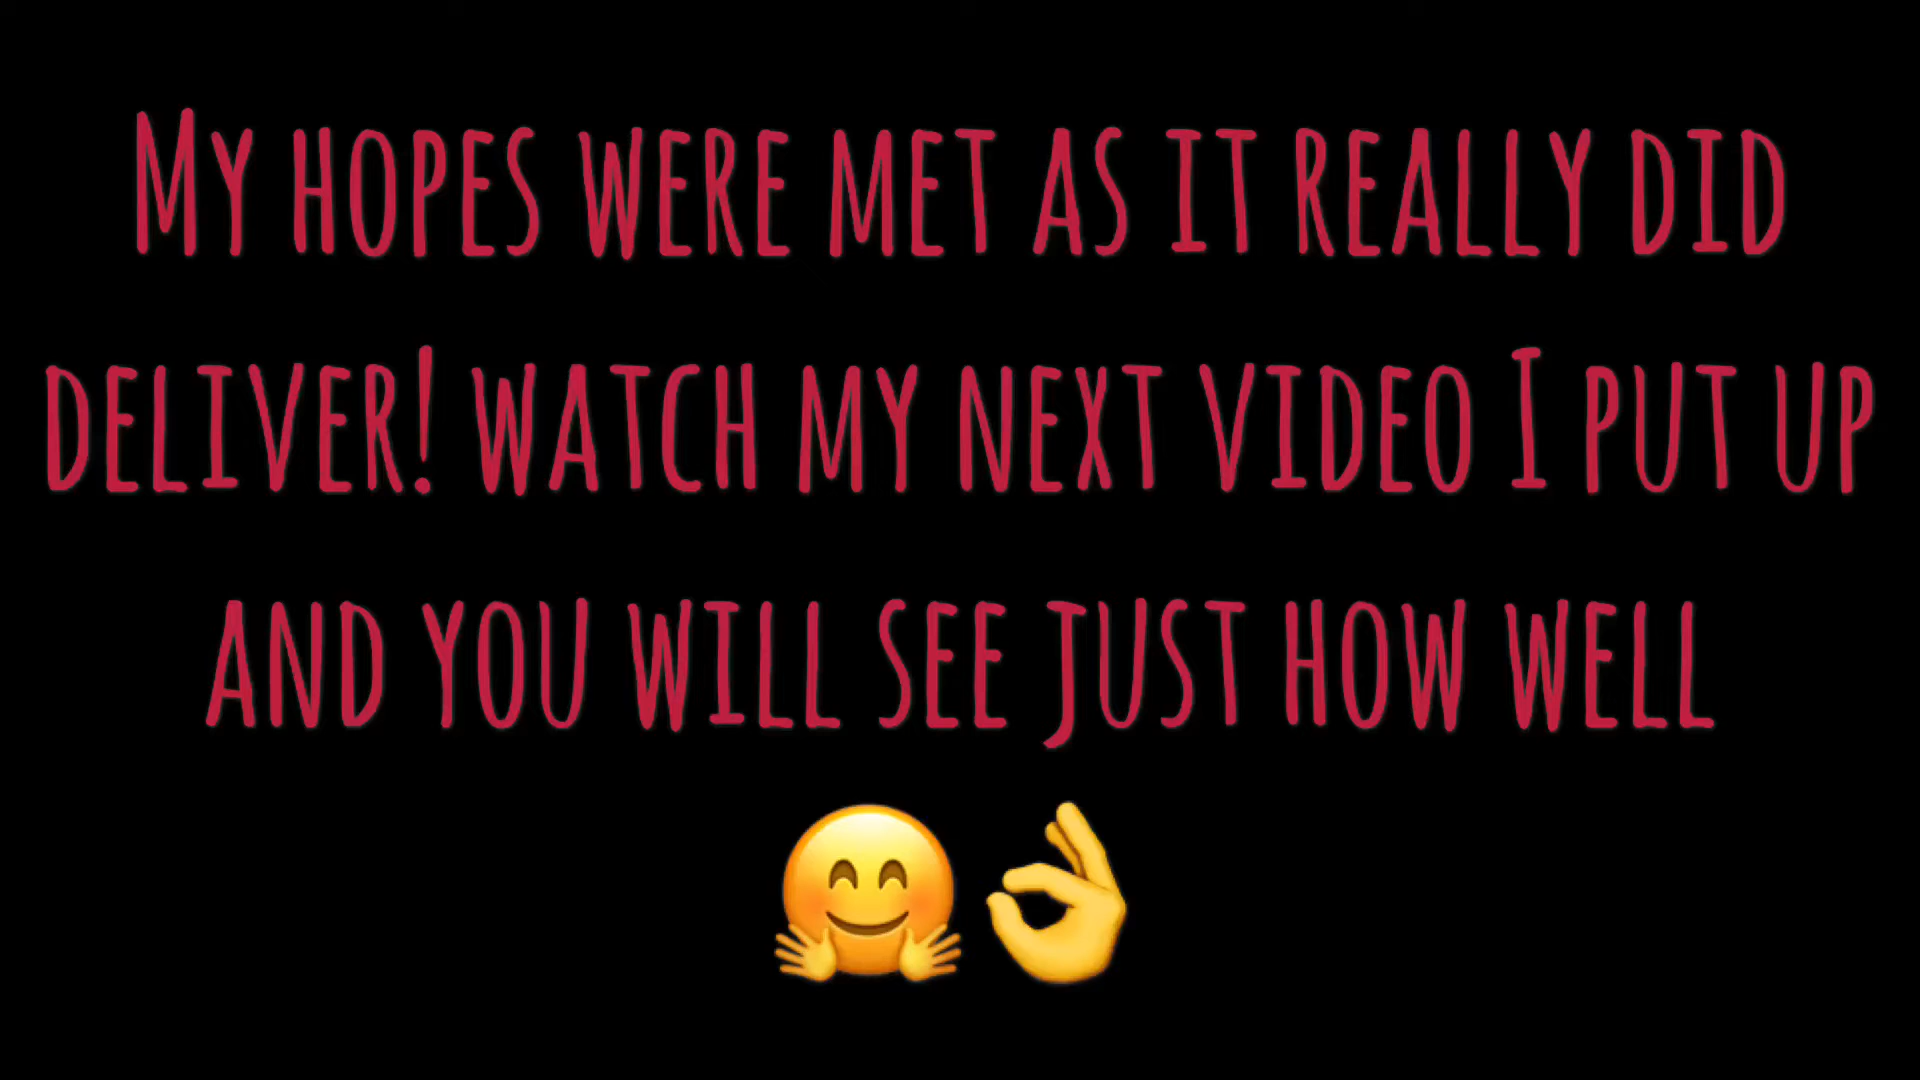 My hopes were met as it really did
deliver! watch my next video I put up
and you will see just how well
🤗👌